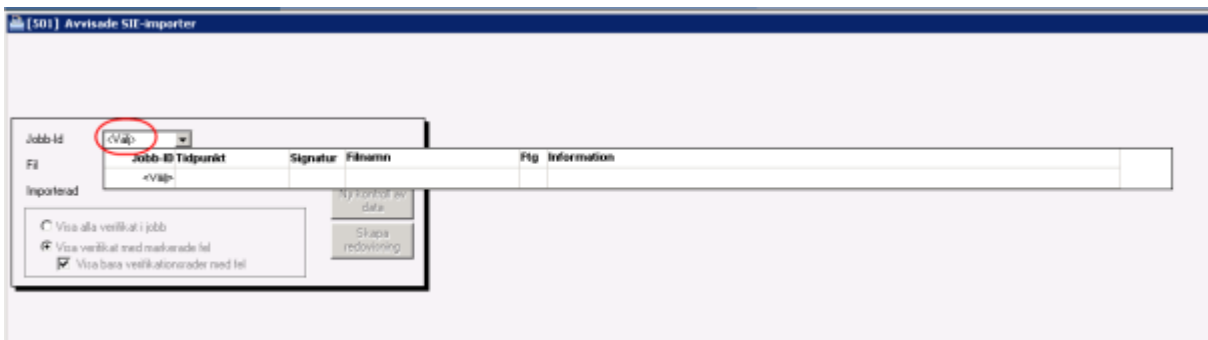 [501] Avvisade SIE-importer
Jobb-Id <Välj>
Jobb-ID Tidpunkt Signatur Filnamn Ftg Information
Fil
<Välj>
Importerad
Ny kontroll av
data
Visa alla verifikat i jobb
Skapa
redovisning
Visa verifikat med markerade fel
Visa bara verifikationsrader med fel